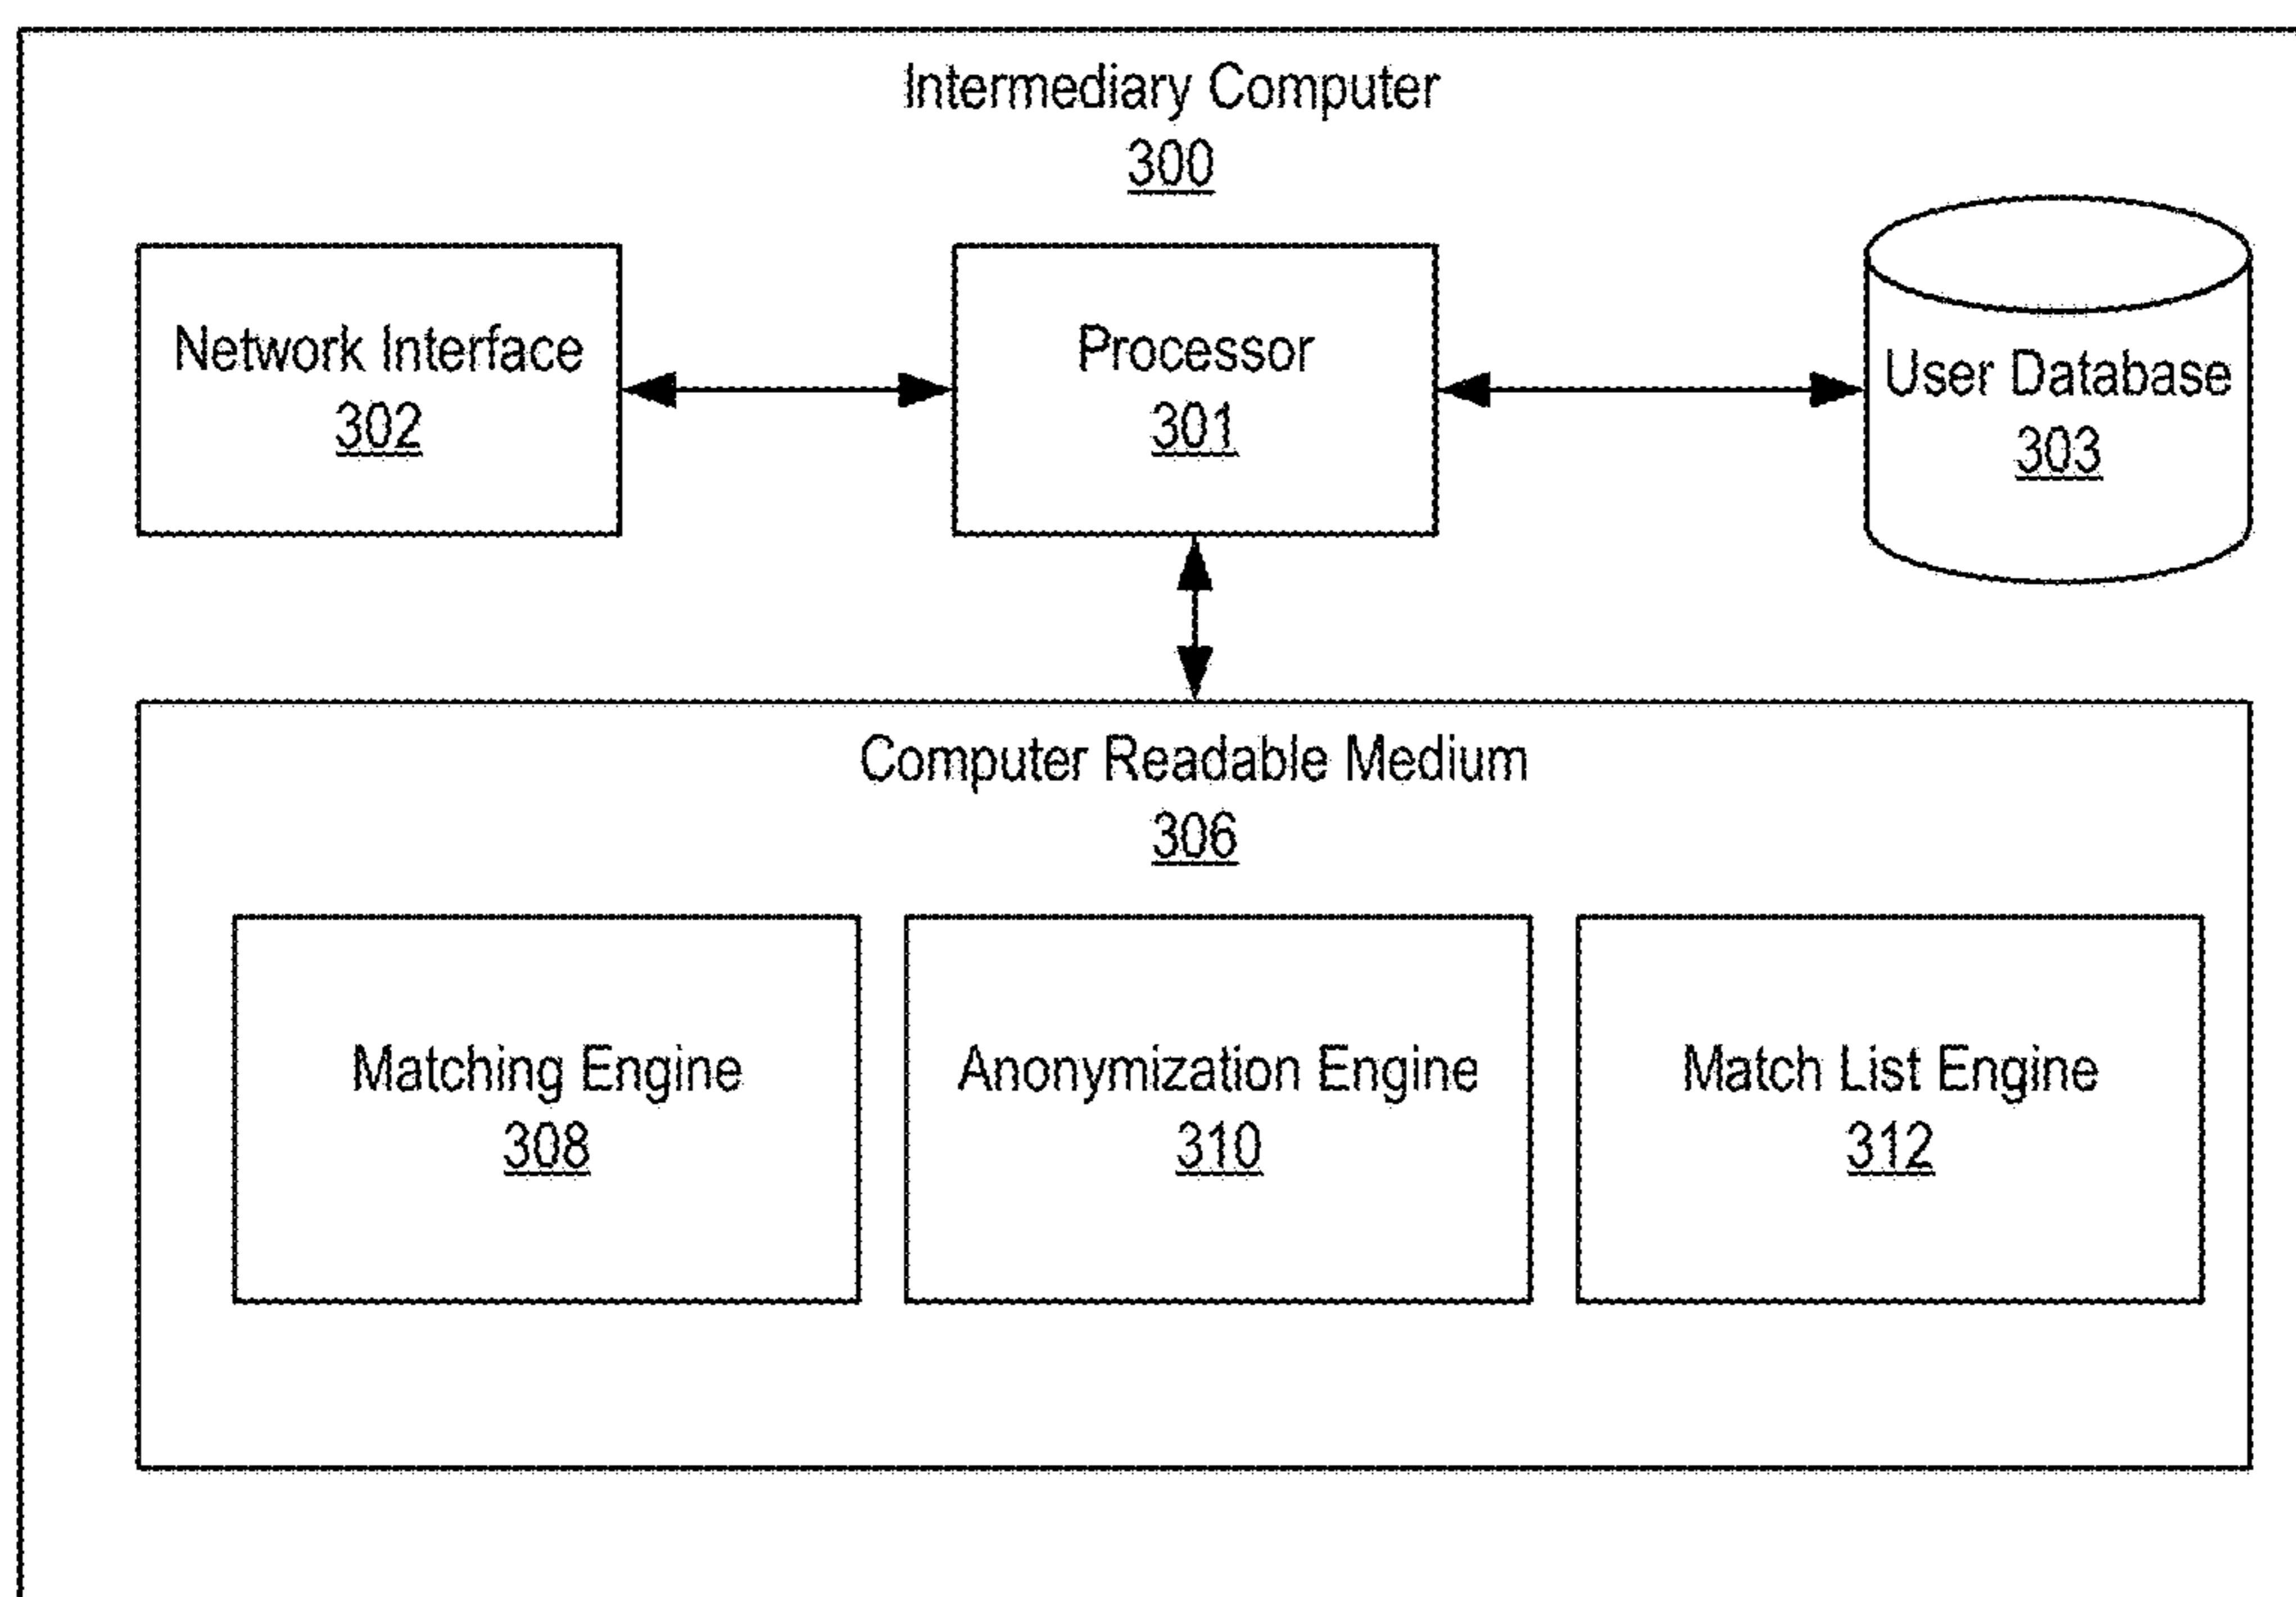 Intermediary Computer
300
Network Interface
302
Processor
301
User Database
303
Computer Readable Medium
306
Matching Engine
308
Anonymization Engine
310
Match List Engine
312